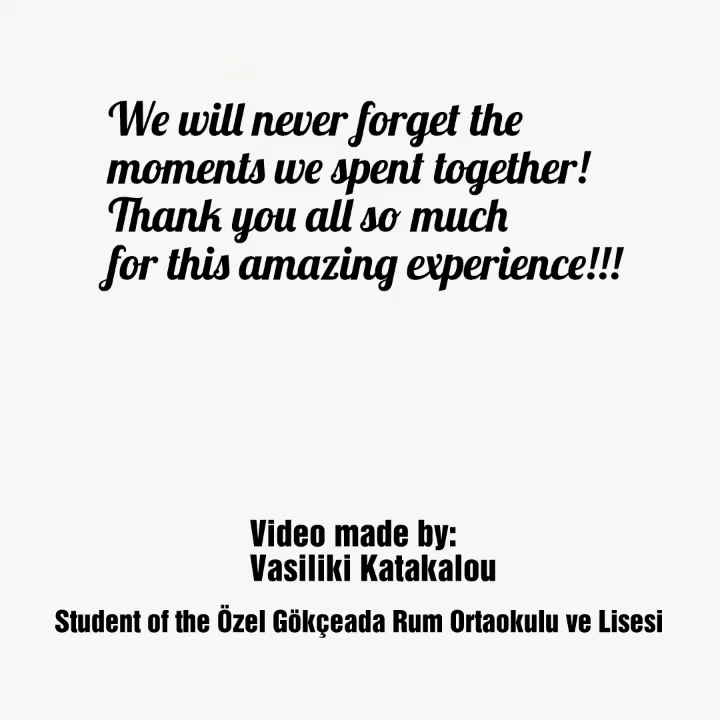 We will never forget the
moments we spent together!
Thank you all so much
for this amazing experience!!!
Video made by:
Vasiliki Katakalou
Student of the Özel Gökçeada Rum Ortaokulu ve Lisesi